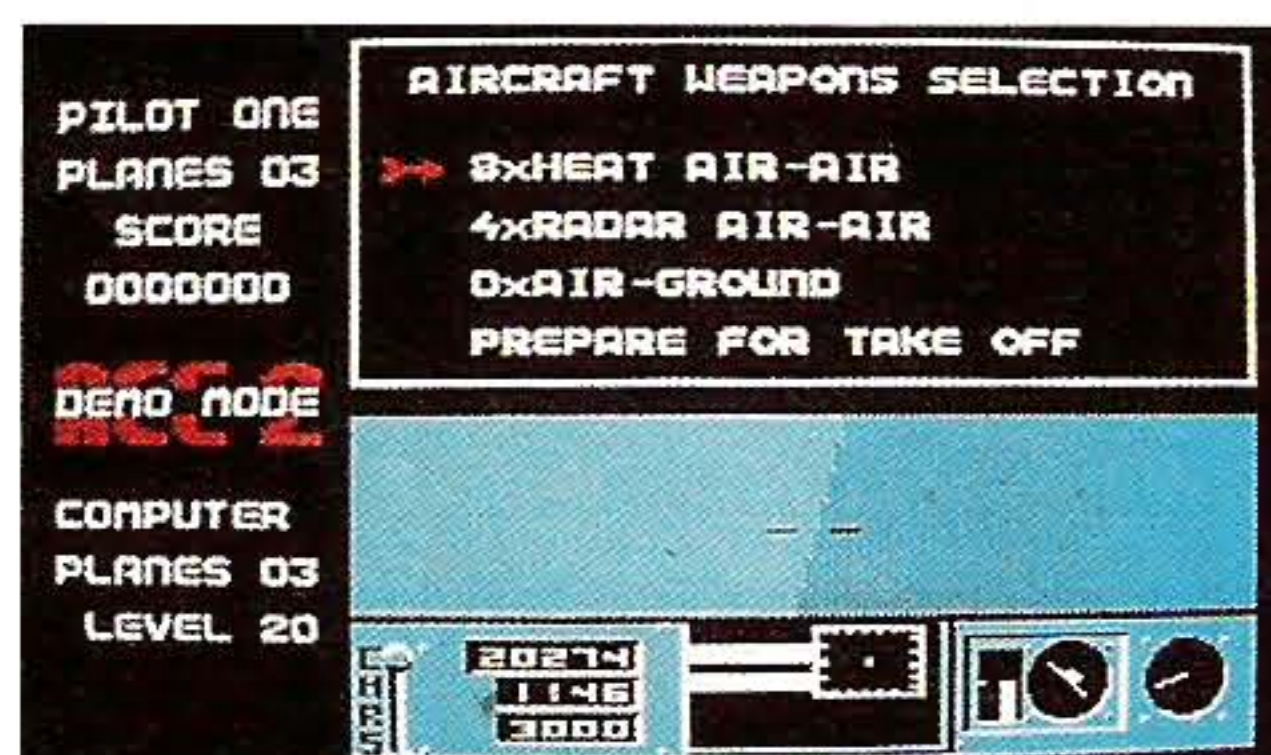 PILOT ONE
PLANES 03
SCORE
0000000
ACE 2
DEMO MODE
COMPUTER
PLANES 03
LEVEL 20
AIRCRAFT WEAPONS SELECTION
8xHEAT AIR-AIR
4xRADAR AIR-AIR
0xAIR-GROUND
PREPARE FOR TAKE OFF
20274
1146
3000